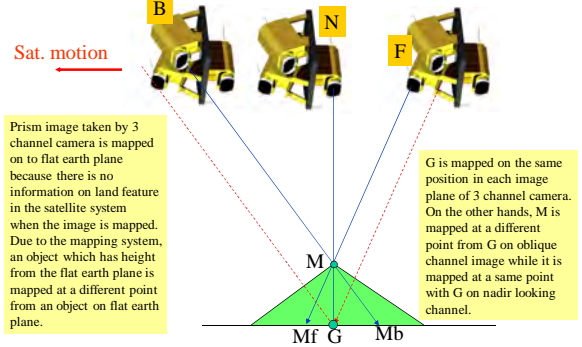 B
N
F
Sat. motion
Prism image taken by 3
channel camera is mapped
on to flat earth plane
because there is no
information on land feature
in the satellite system
when the image is mapped.
Due to the mapping system,
an object which has height
from the flat earth plane is
mapped at a different point
from an object on flat earth
plane.
G is mapped on the same
position in each image
plane of 3 channel camera.
On the other hands, M is
mapped at a different
point from G on oblique
channel image while it is
mapped at a same point
with G on nadir looking
channel.
M
Mf G Mb